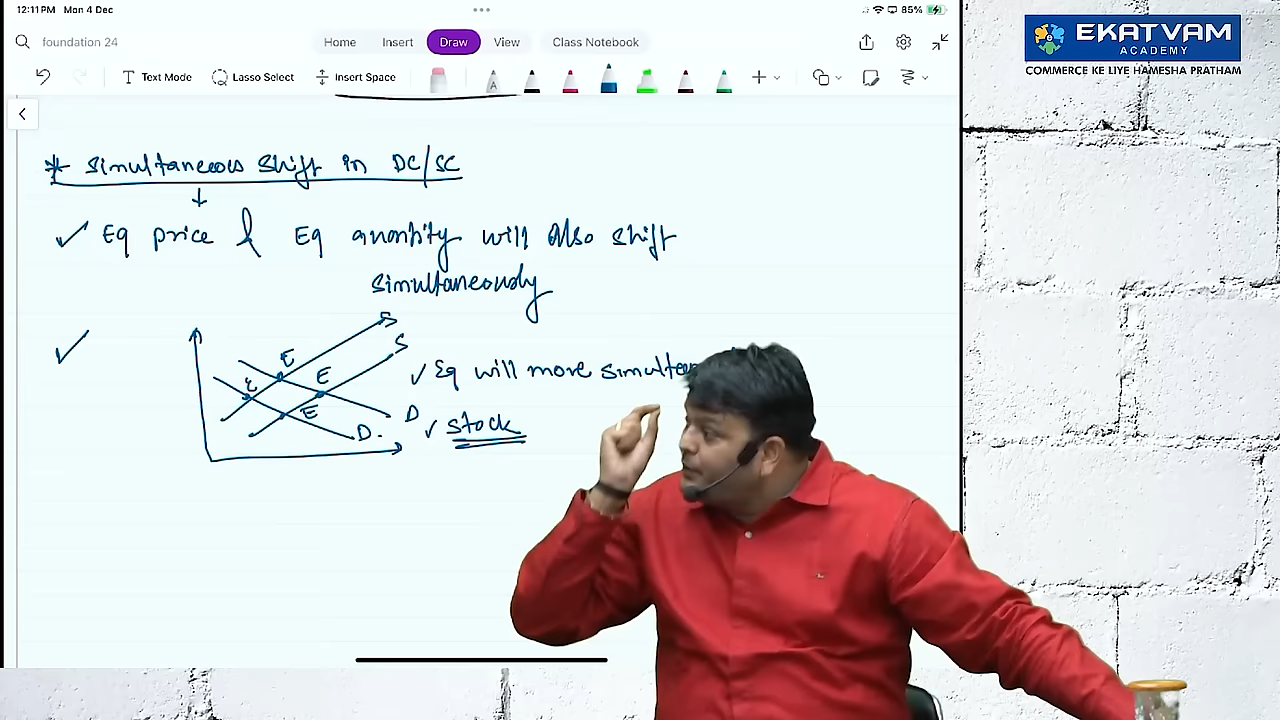 12:11 PM Mon 4 Dec
85%
foundation 24
Home Insert Draw View Class Notebook
Text Mode Lasso Select Insert Space
EKATVAM
ACADEMY
COMMERCE KE LIYE HAMESHA PRATHAM
* Simultaneous Shift in DC/SC
Eq price & Eq quantity will also shift
simultaneously
S
S
E
E
E
E
D
D.
Eq will move
stock